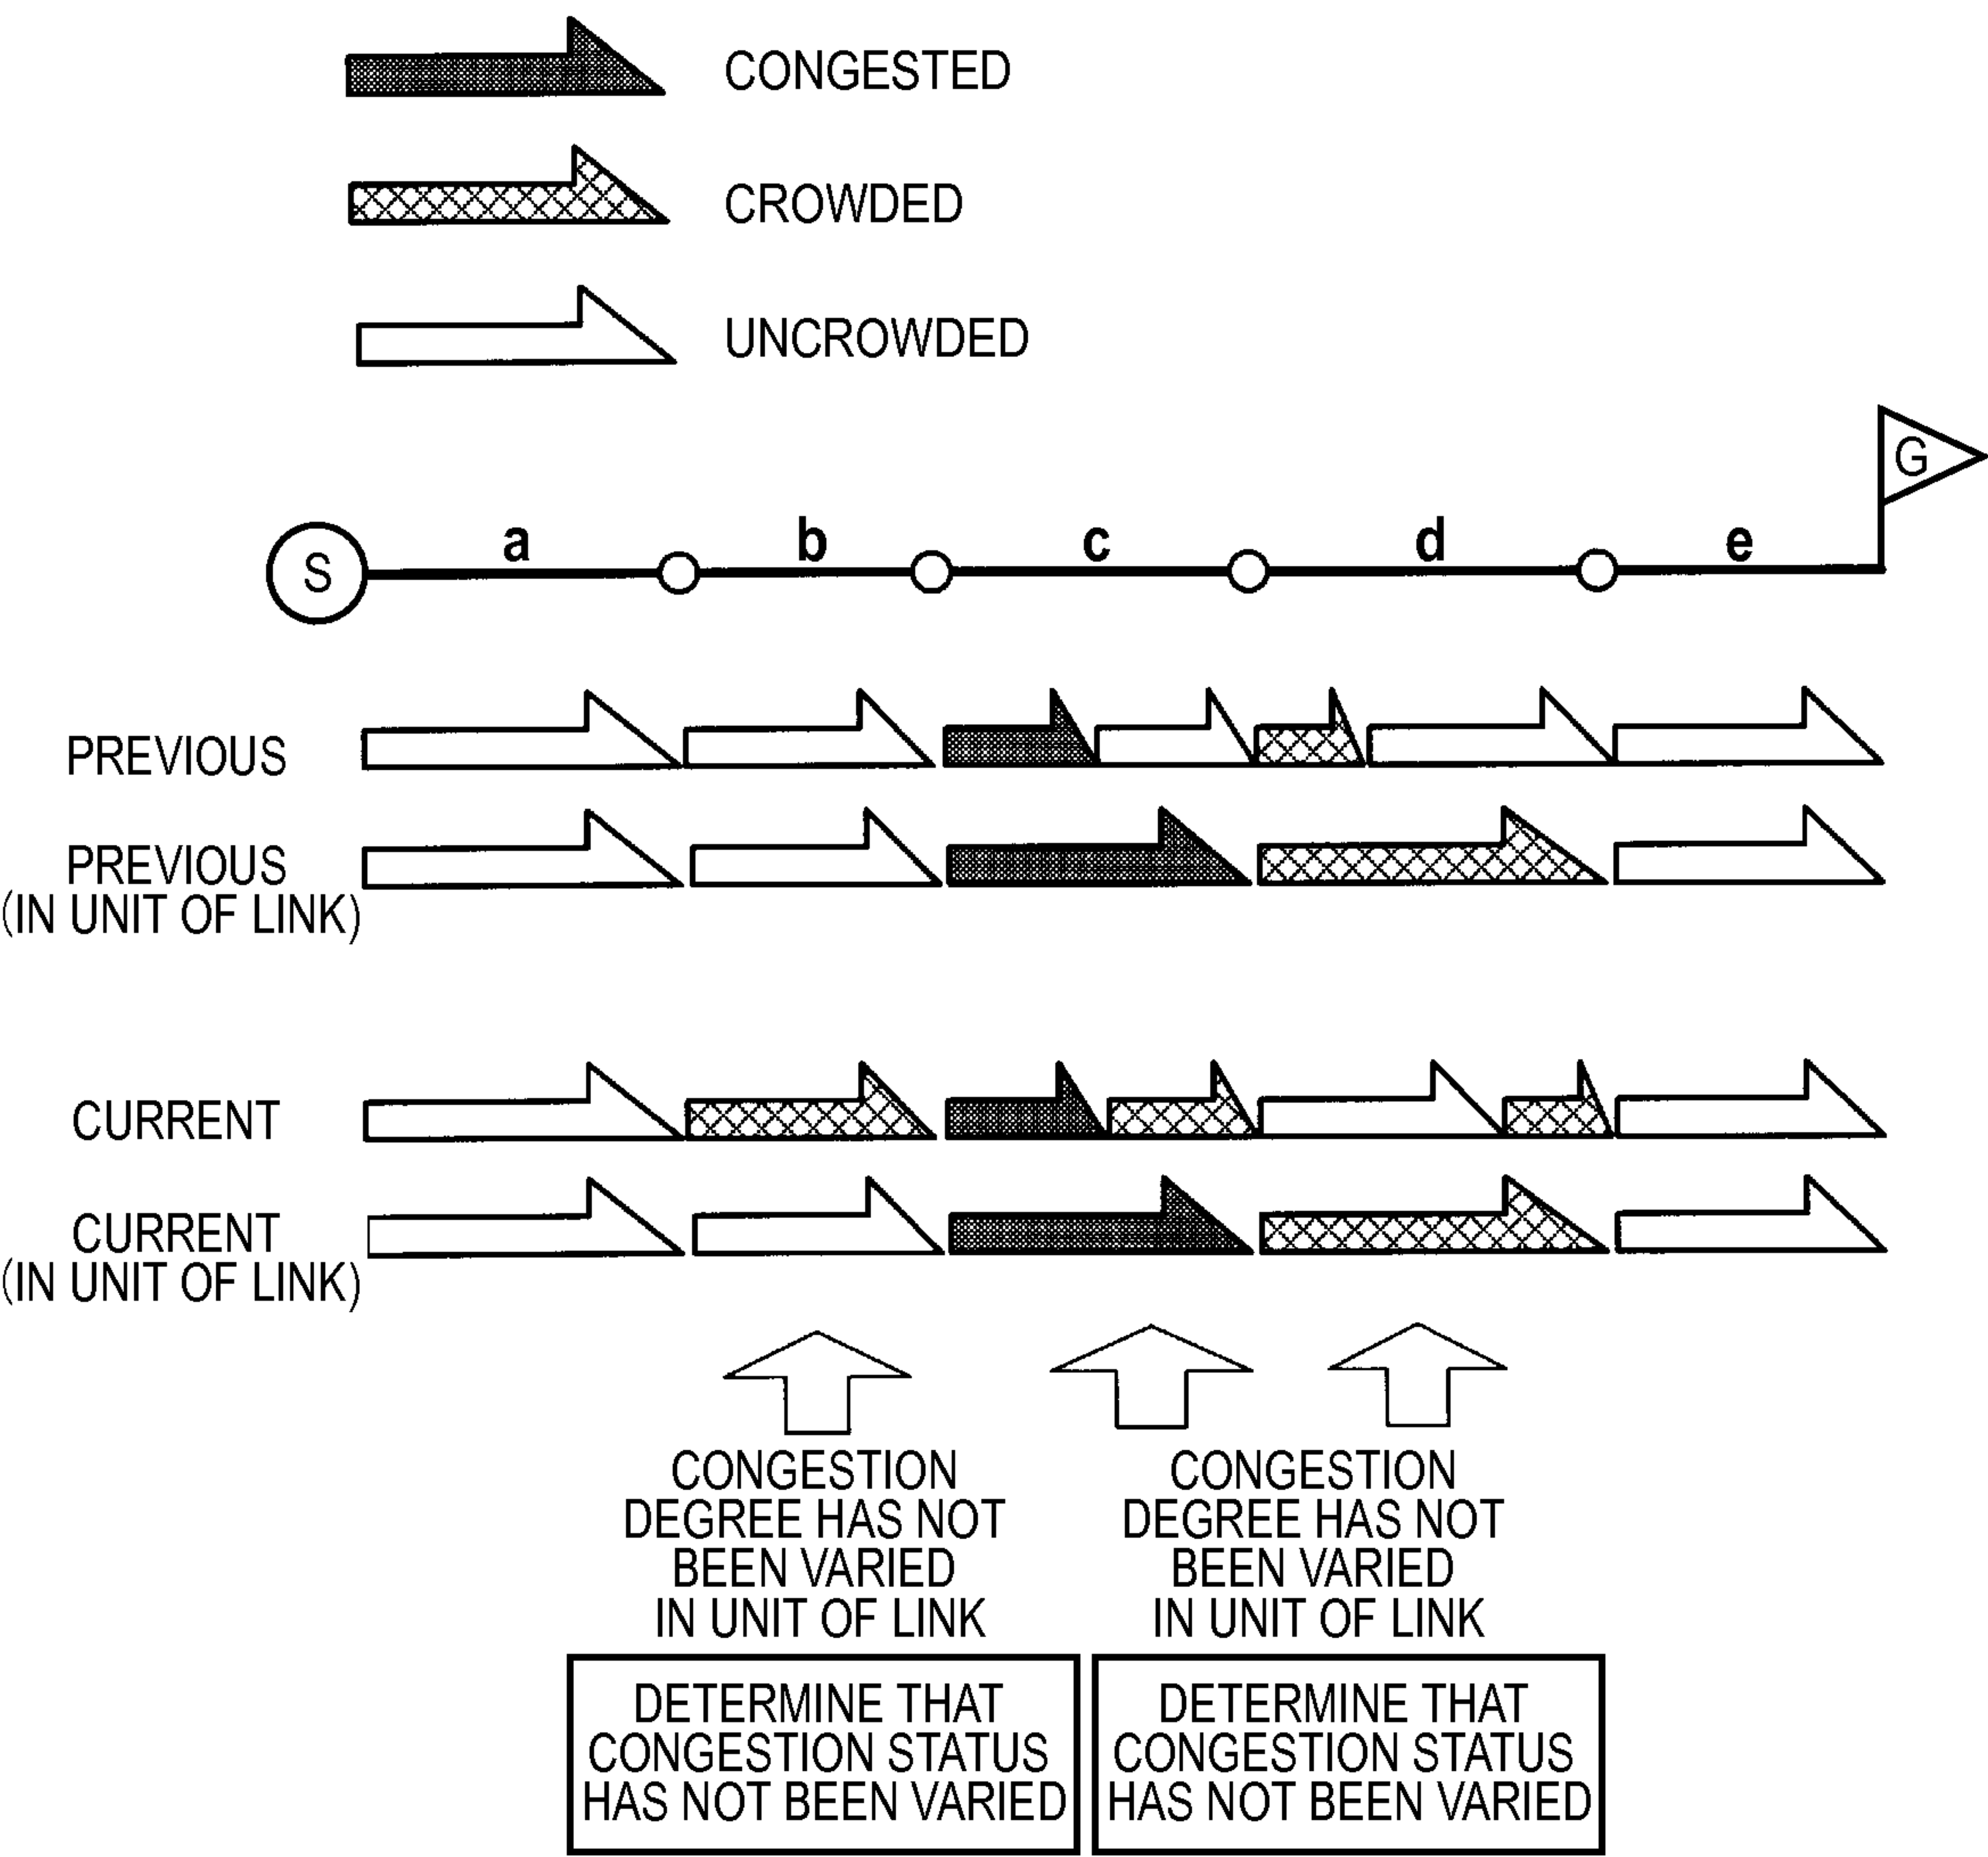 CONGESTED
CROWDED
UNCROWDED
G
S
a b c d e
PREVIOUS
PREVIOUS
(IN UNIT OF LINK)
CURRENT
CURRENT
(IN UNIT OF LINK)
CONGESTION
DEGREE HAS NOT
BEEN VARIED
IN UNIT OF LINK
DETERMINE THAT
CONGESTION STATUS
HAS NOT BEEN VARIED
CONGESTION
DEGREE HAS NOT
BEEN VARIED
IN UNIT OF LINK
DETERMINE THAT
CONGESTION STATUS
HAS NOT BEEN VARIED